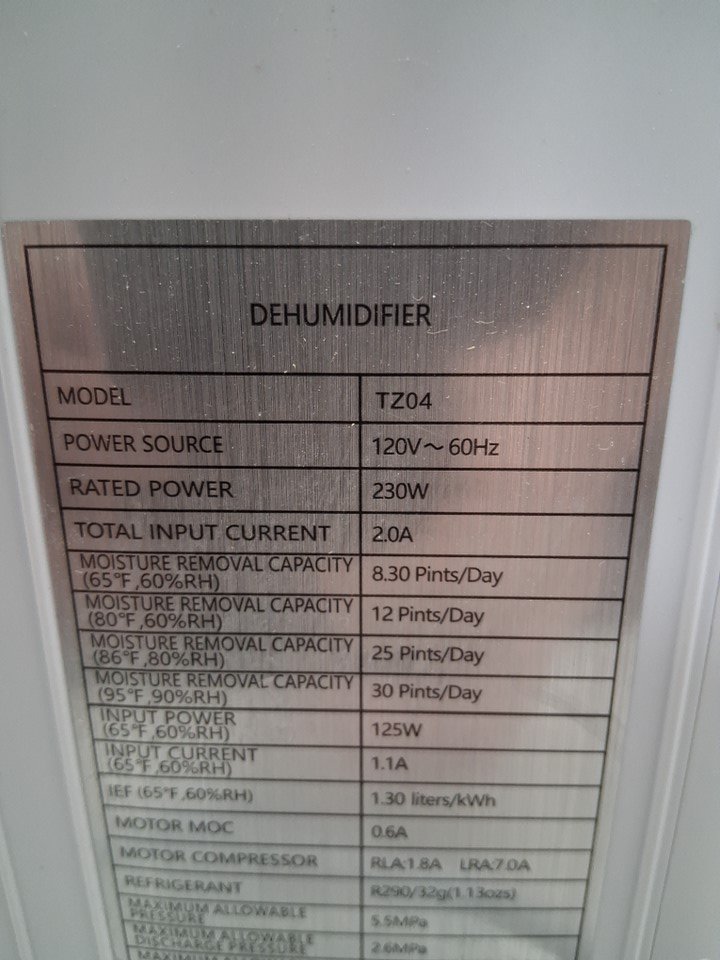 DEHUMIDIFIER
MODEL TZ04
POWER SOURCE 120V～60Hz
RATED POWER 230W
TOTAL INPUT CURRENT 2.0A
MOISTURE REMOVAL CAPACITY
(65℉,60%RH) 8.30 Pints/Day
MOISTURE REMOVAL CAPACITY
(80℉,60%RH) 12 Pints/Day
MOISTURE REMOVAL CAPACITY
(86℉,80%RH) 25 Pints/Day
MOISTURE REMOVAL CAPACITY
(95℉,90%RH) 30 Pints/Day
INPUT POWER
(65℉,60%RH) 125W
INPUT CURRENT
(65℉,60%RH) 1.1A
IEF (65℉,60%RH) 1.30 liters/kWh
MOTOR MOC 0.6A
MOTOR COMPRESSOR RLA:1.8A LRA:7.0A
REFRIGERANT R290/32g(1.13ozs)
MAXIMUM ALLOWABLE
PRESSURE 5.5MPa
MAXIMUM ALLOWABLE
DISCHARGE PRESSURE 2.6MPa